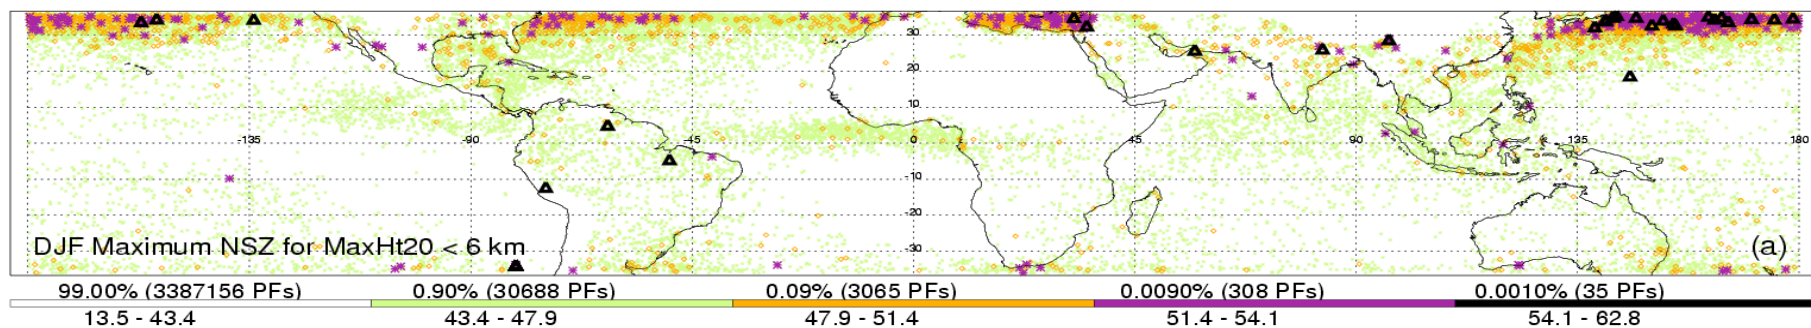 30
20
10
-135 -90 -45 0 45 90 135 180
-10
-20
-30
DJF Maximum NSZ for MaxHt20 < 6 km (a)
99.00% (3387156 PFs) 0.90% (30688 PFs) 0.09% (3065 PFs) 0.0090% (308 PFs) 0.0010% (35 PFs)
13.5 - 43.4 43.4 - 47.9 47.9 - 51.4 51.4 - 54.1 54.1 - 62.8